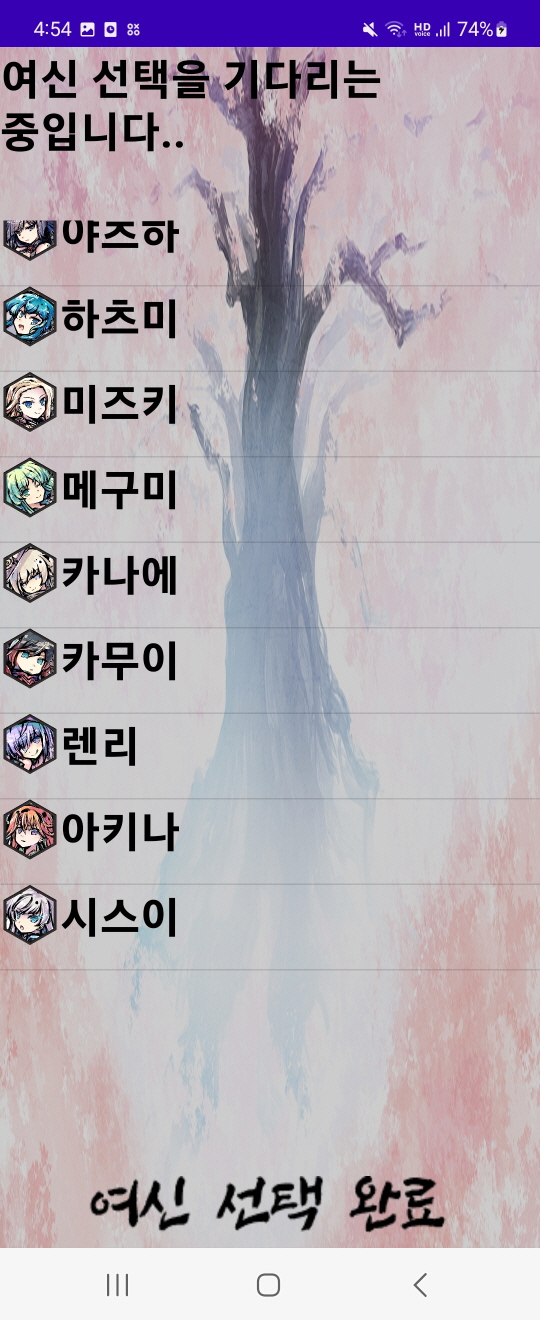 4:54 HD voice 74%
여신 선택을 기다리는
중입니다..
야즈하
하츠미
미즈키
메구미
카나에
카무이
렌리
아키나
시스이
여신 선택 완료